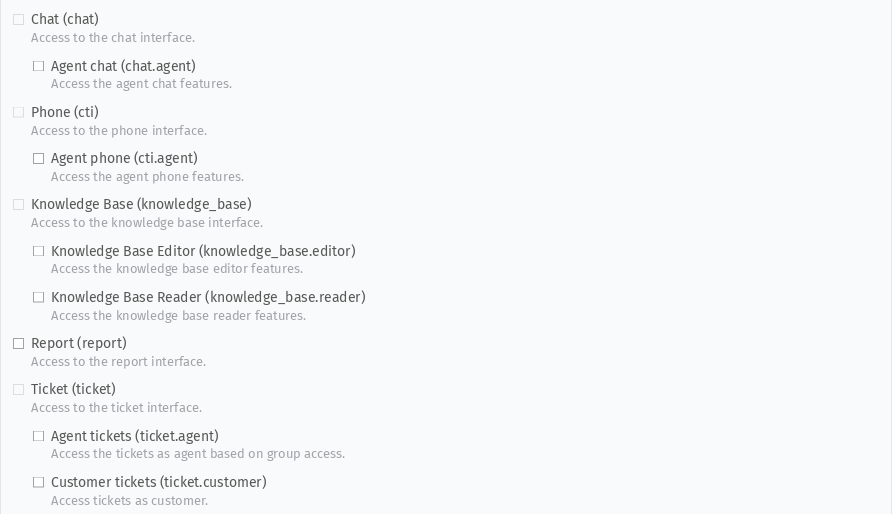 Chat (chat)
Access to the chat interface.
Agent chat (chat.agent)
Access the agent chat features.
Phone (cti)
Access to the phone interface.
Agent phone (cti.agent)
Access the agent phone features.
Knowledge Base (knowledge_base)
Access to the knowledge base interface.
Knowledge Base Editor (knowledge_base.editor)
Access the knowledge base editor features.
Knowledge Base Reader (knowledge_base.reader)
Access the knowledge base reader features.
Report (report)
Access to the report interface.
Ticket (ticket)
Access to the ticket interface.
Agent tickets (ticket.agent)
Access the tickets as agent based on group access.
Customer tickets (ticket.customer)
Access tickets as customer.